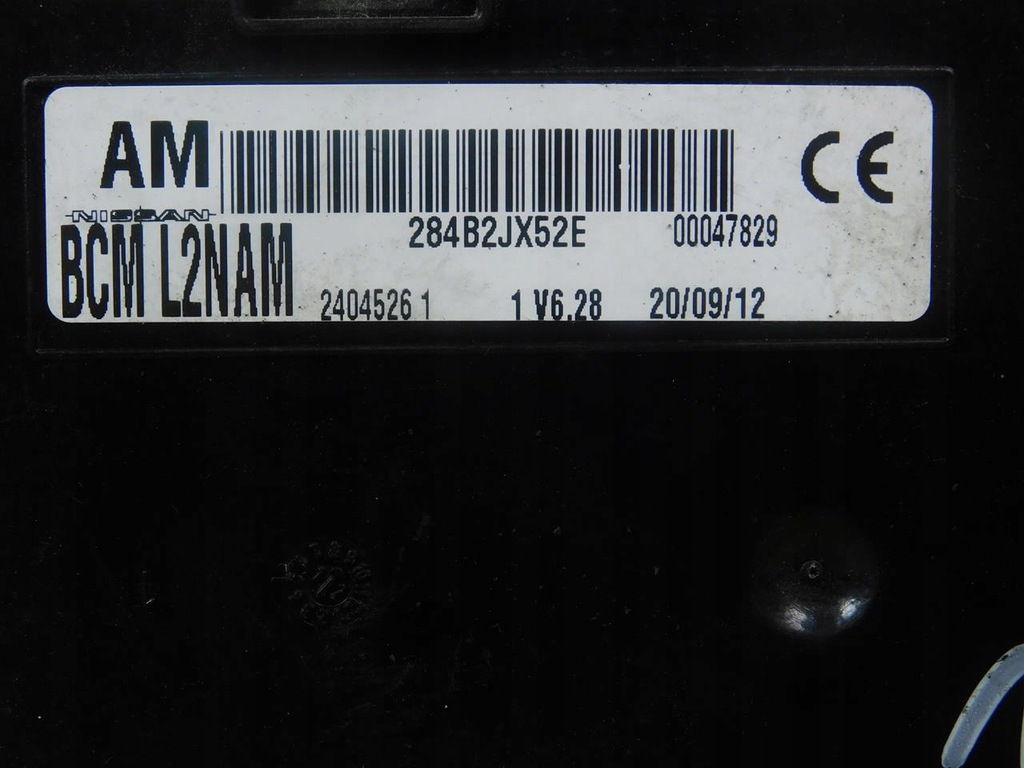 AM
NISSAN
284B2JX52E 00047829
BCM L2NAM
2404526 1 1 V6.28 20/09/12
CE